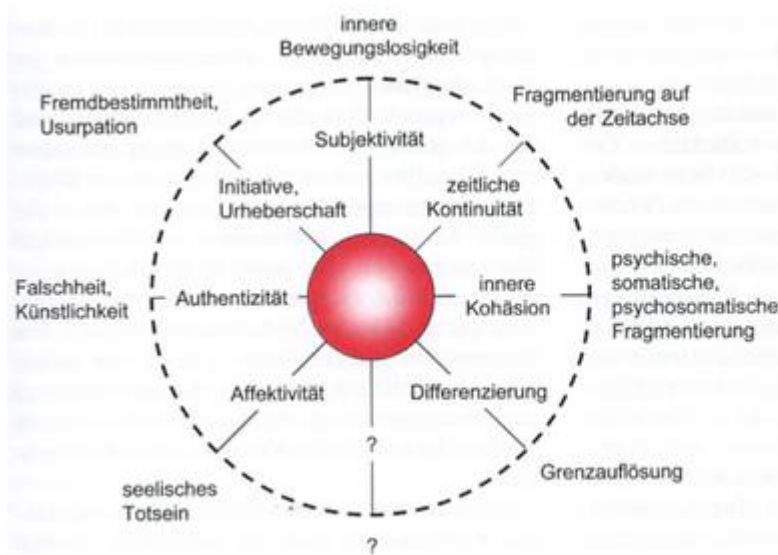 innere
Bewegungslosigkeit
Fremdbestimmtheit,
Usurpation
Fragmentierung auf
der Zeitachse
Subjektivität
Initiative,
Urheberschaft
zeitliche
Kontinuität
Falschheit,
Künstlichkeit
Authentizität
innere
Kohäsion
psychische,
somatische,
psychosomatische
Fragmentierung
Affektivität
Differenzierung
?
seelisches
Totsein
Grenzauflösung
?